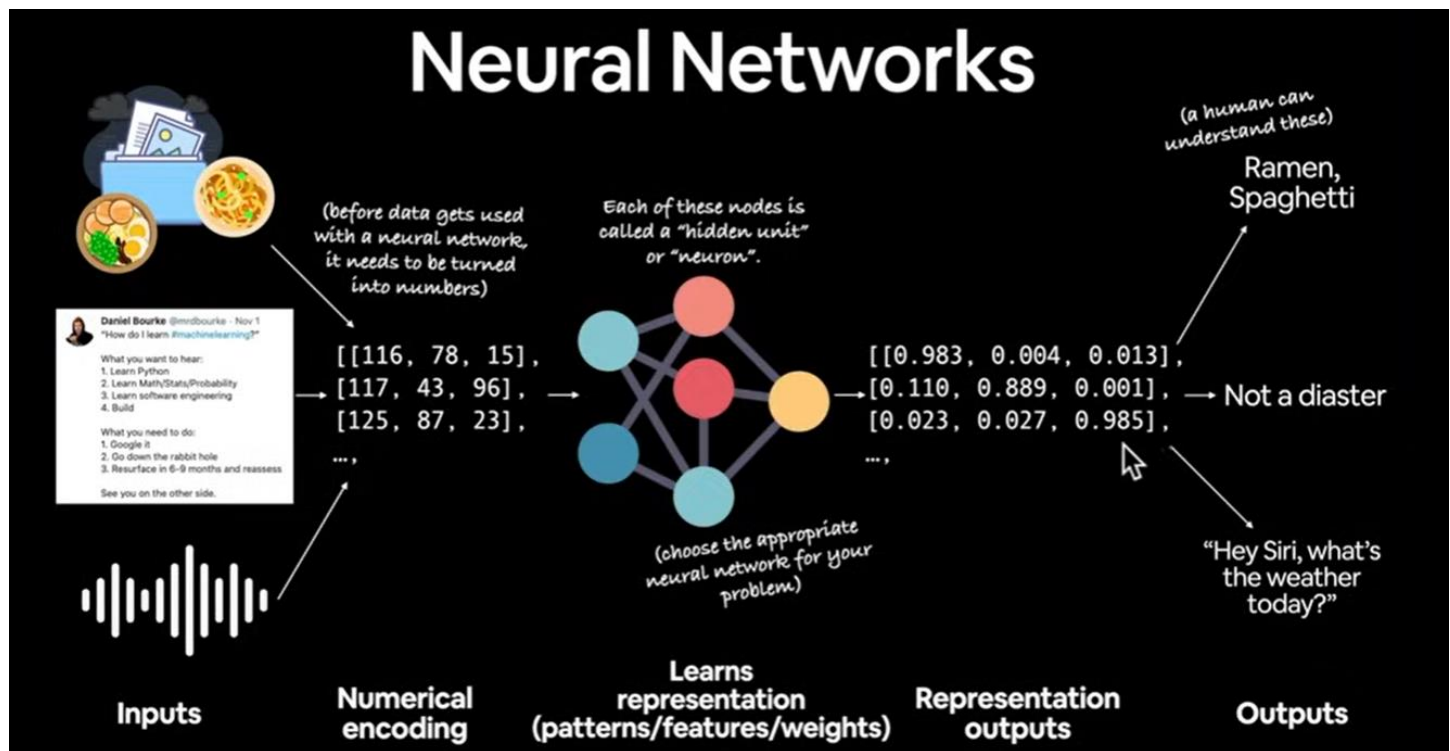 Neural Networks
(a human can
understand these)
Ramen,
Spaghetti
(before data gets used
with a neural network,
it needs to be turned
into numbers)
Each of these nodes is
called a "hidden unit"
or "neuron".
Daniel Bourke @mrdbourke · Nov 1
"How do I learn #machinelearning?"
What you want to hear:
1. Learn Python
2. Learn Math/Stats/Probability
3. Learn software engineering
4. Build
What you need to do:
1. Google it
2. Go down the rabbit hole
3. Resurface in 6-9 months and reassess
See you on the other side.
[[116, 78, 15],
[117, 43, 96],
[125, 87, 23],
…,
[[0.983, 0.004, 0.013],
[0.110, 0.889, 0.001],
[0.023, 0.027, 0.985],
…,
Not a diaster
(choose the appropriate
neural network for your
problem)
"Hey Siri, what's
the weather
today?"
Inputs
Numerical
encoding
Learns
representation
(patterns/features/weights)
Representation
outputs
Outputs